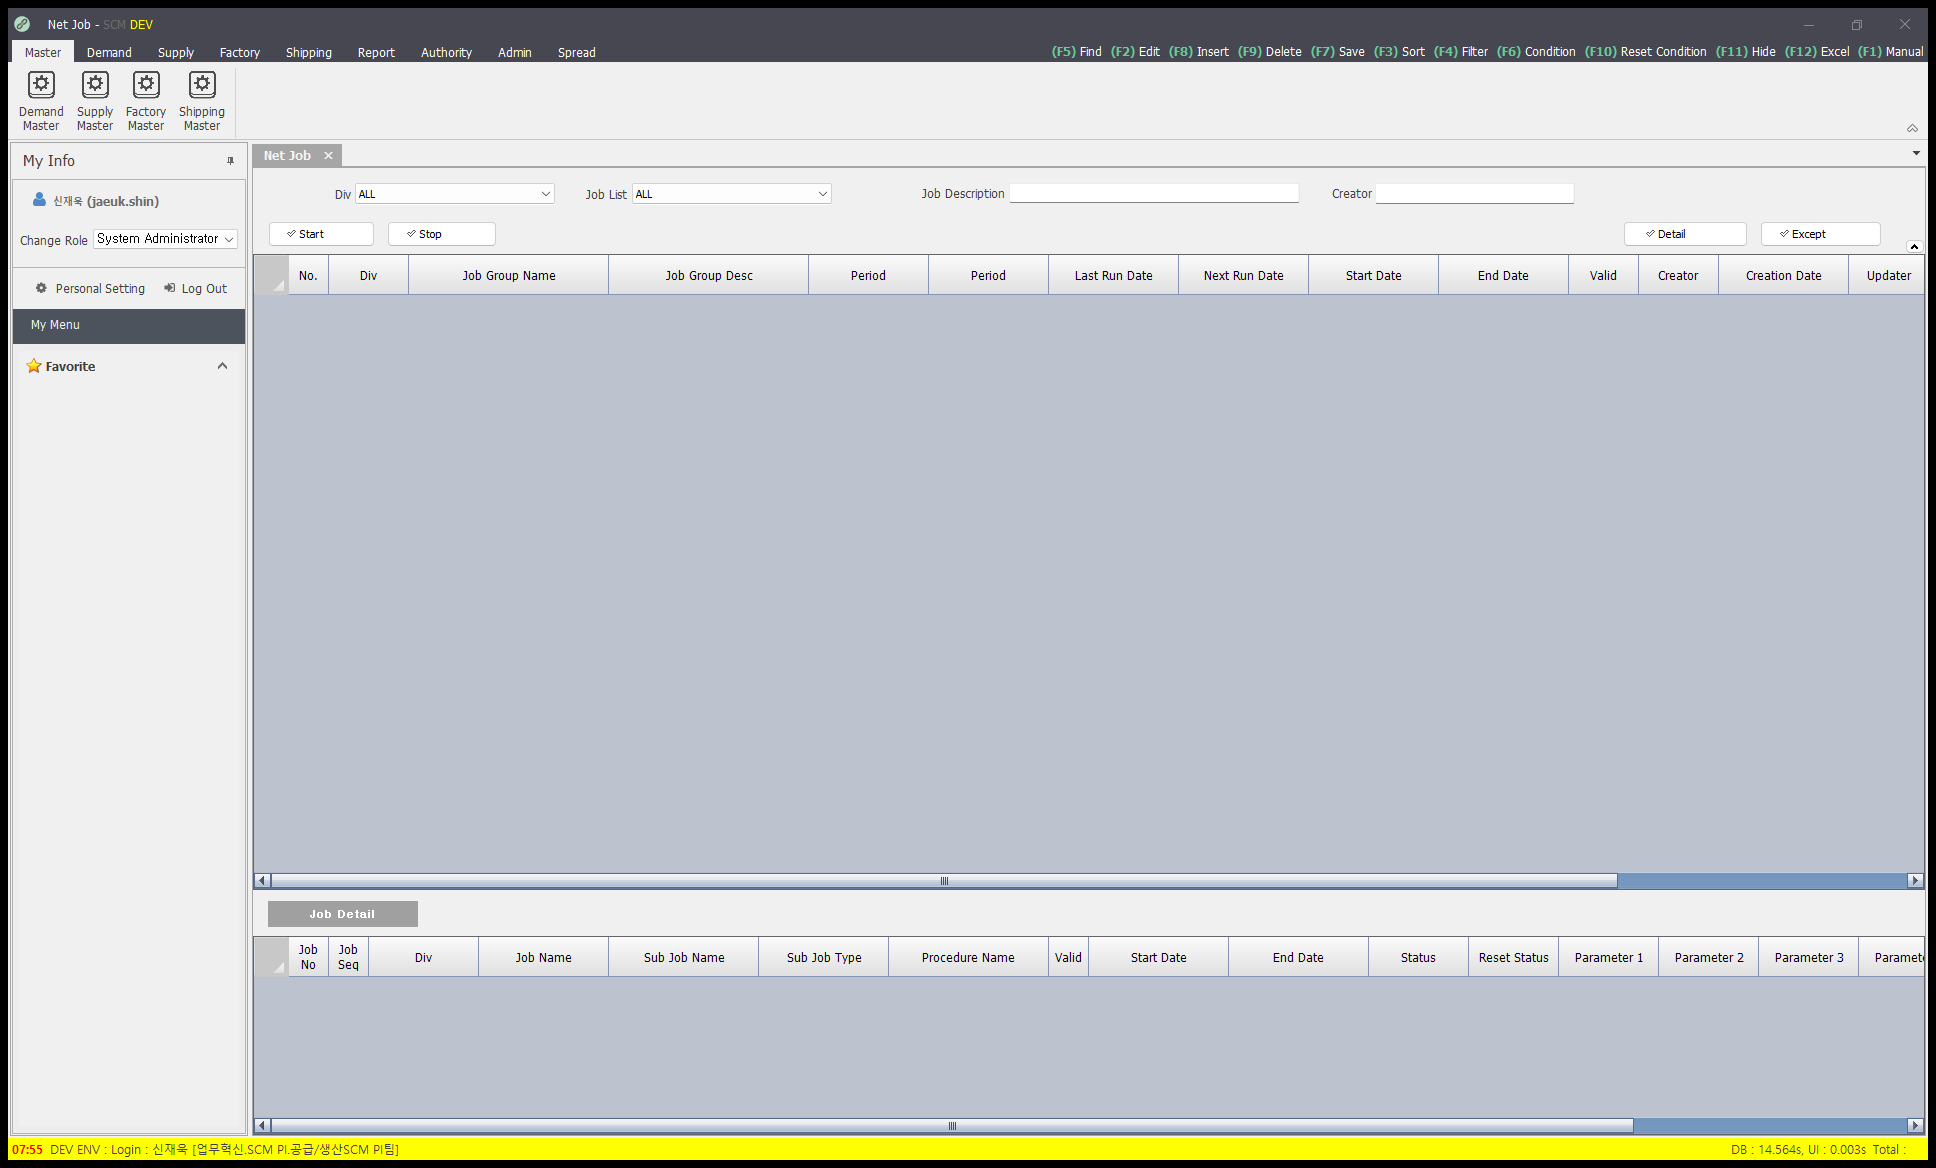 Net Job - SCM DEV
Master Demand Supply Factory Shipping Report Authority Admin Spread
(F5) Find (F2) Edit (F8) Insert (F9) Delete (F7) Save (F3) Sort (F4) Filter (F6) Condition (F10) Reset Condition (F11) Hide (F12) Excel (F1) Manual
Demand Master
Supply Master
Factory Master
Shipping Master
My Info
신재욱 (jaeuk.shin)
Change Role System Administrator
Personal Setting Log Out
My Menu
Favorite
Net Job
Div ALL Job List ALL Job Description Creator
Start Stop Detail Except
No. Div Job Group Name Job Group Desc Period Period Last Run Date Next Run Date Start Date End Date Valid Creator Creation Date Updater
Job Detail
Job No Job Seq Div Job Name Sub Job Name Sub Job Type Procedure Name Valid Start Date End Date Status Reset Status Parameter 1 Parameter 2 Parameter 3 Paramet
07:55 DEV ENV : Login : 신재욱 [업무혁신.SCM PI.공급/생산SCM PI팀]
DB : 14.564s, UI : 0.003s Total :